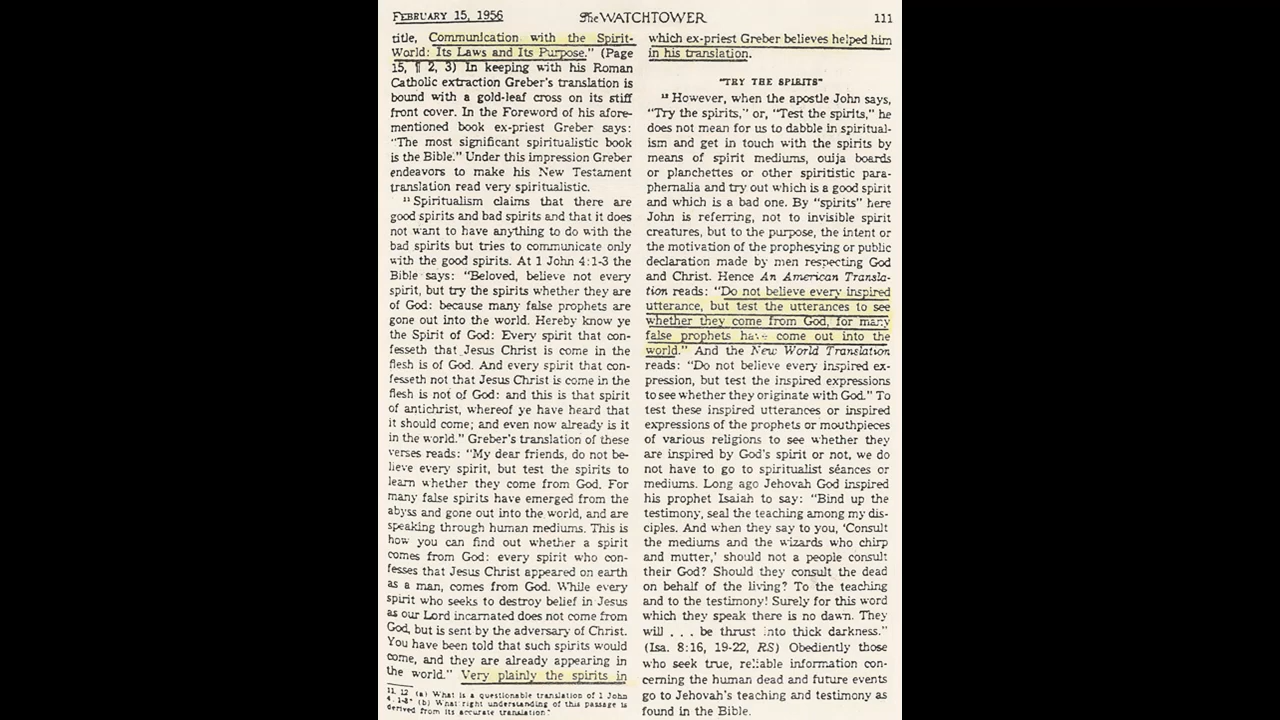 FEBRUARY 15, 1956 The WATCHTOWER 111
title, Communication with the Spirit-
World: Its Laws and Its Purpose." (Page
15, ¶ 2, 3) In keeping with his Roman
Catholic extraction Greber's translation is
bound with a gold-leaf cross on its stiff
front cover. In the Foreword of his afore-
mentioned book ex-priest Greber says:
"The most significant spiritualistic book
is the Bible." Under this impression Greber
endeavors to make his New Testament
translation read very spiritualistic.
¹¹ Spiritualism claims that there are
good spirits and bad spirits and that it does
not want to have anything to do with the
bad spirits but tries to communicate only
with the good spirits. At 1 John 4:1-3 the
Bible says: "Beloved, believe not every
spirit, but try the spirits whether they are
of God: because many false prophets are
gone out into the world. Hereby know ye
the Spirit of God: Every spirit that con-
fesseth that Jesus Christ is come in the
flesh is of God. And every spirit that con-
fesseth not that Jesus Christ is come in the
flesh is not of God: and this is that spirit
of antichrist, whereof ye have heard that
it should come; and even now already is it
in the world." Greber's translation of these
verses reads: "My dear friends, do not be-
lieve every spirit, but test the spirits to
learn whether they come from God. For
many false spirits have emerged from the
abyss and gone out into the world, and are
speaking through human mediums. This is
how you can find out whether a spirit
comes from God: every spirit who con-
fesses that Jesus Christ appeared on earth
as a man, comes from God. While every
spirit who seeks to destroy belief in Jesus
as our Lord incarnated does not come from
God, but is sent by the adversary of Christ.
You have been told that such spirits would
come, and they are already appearing in
the world." Very plainly the spirits in
11, 12 (a) What is a questionable translation of 1 John
4:1-3? (b) What right understanding of this passage is
derived from its accurate translation?
which ex-priest Greber believes helped him
in his translation.
"TRY THE SPIRITS"
¹² However, when the apostle John says,
"Try the spirits," or, "Test the spirits," he
does not mean for us to dabble in spiritual-
ism and get in touch with the spirits by
means of spirit mediums, ouija boards
or planchettes or other spiritistic para-
phernalia and try out which is a good spirit
and which is a bad one. By "spirits" here
John is referring, not to invisible spirit
creatures, but to the purpose, the intent or
the motivation of the prophesying or public
declaration made by men respecting God
and Christ. Hence An American Transla-
tion reads: "Do not believe every inspired
utterance, but test the utterances to see
whether they come from God, for many
false prophets have come out into the
world." And the New World Translation
reads: "Do not believe every inspired ex-
pression, but test the inspired expressions
to see whether they originate with God." To
test these inspired utterances or inspired
expressions of the prophets or mouthpieces
of various religions to see whether they
are inspired by God's spirit or not, we do
not have to go to spiritualist séances or
mediums. Long ago Jehovah God inspired
his prophet Isaiah to say: "Bind up the
testimony, seal the teaching among my dis-
ciples. And when they say to you, 'Consult
the mediums and the wizards who chirp
and mutter,' should not a people consult
their God? Should they consult the dead
on behalf of the living? To the teaching
and to the testimony! Surely for this word
which they speak there is no dawn. They
will . . . be thrust into thick darkness."
(Isa. 8:16, 19-22, RS) Obediently those
who seek true, reliable information con-
cerning the human dead and future events
go to Jehovah's teaching and testimony as
found in the Bible.